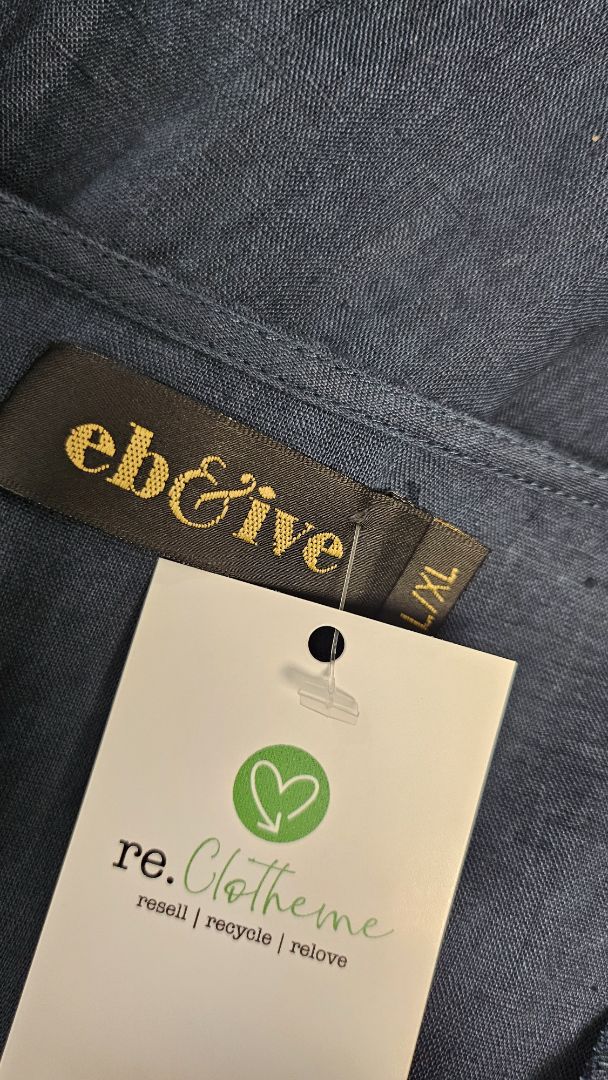 eb&ive
L/XL
re.Clotheme
resell | recycle | relove